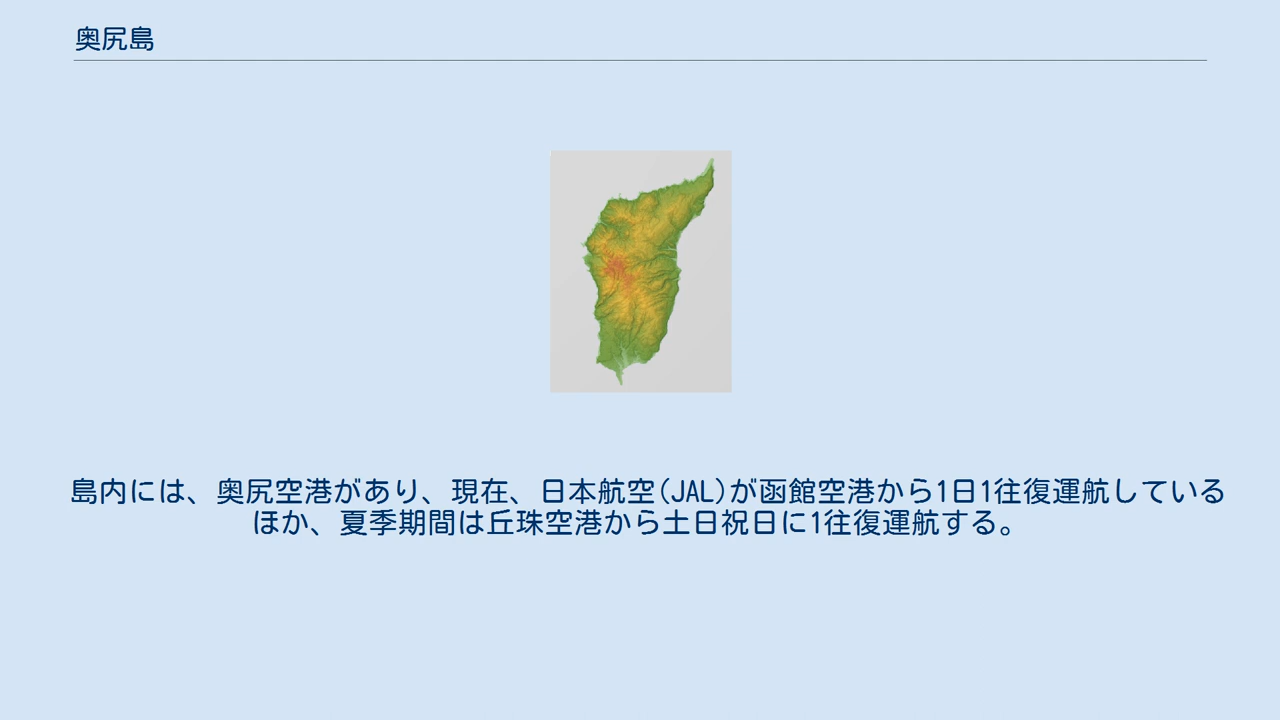 奥尻島
島内には、奥尻空港があり、現在、日本航空(JAL)が函館空港から1日1往復運航している
ほか、夏季期間は丘珠空港から土日祝日に1往復運航する。